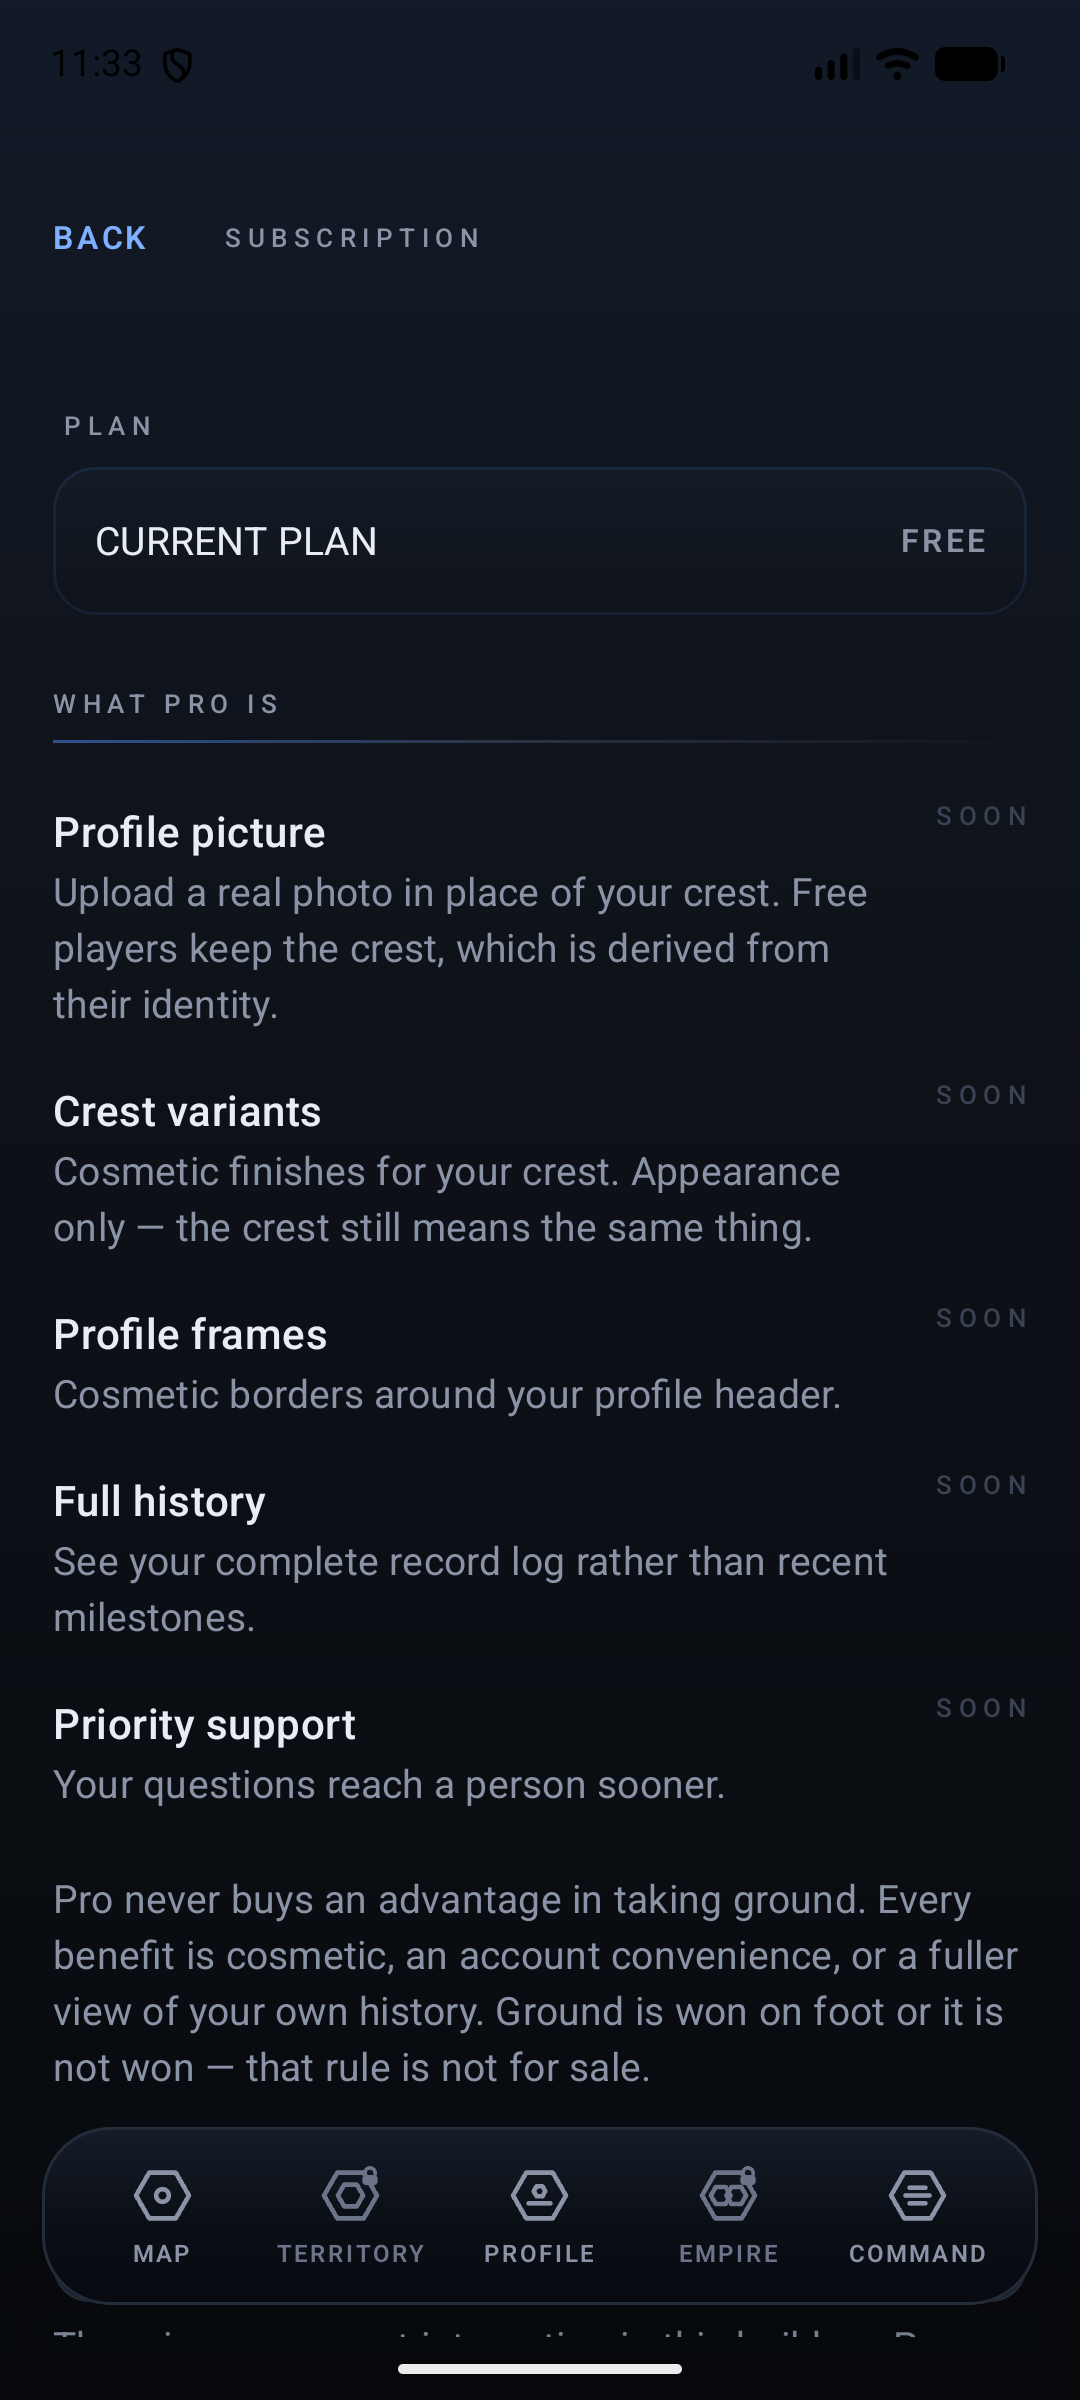 11:33
BACK
SUBSCRIPTION
PLAN
CURRENT PLAN
FREE
WHAT PRO IS
Profile picture
SOON
Upload a real photo in place of your crest. Free
players keep the crest, which is derived from
their identity.
Crest variants
SOON
Cosmetic finishes for your crest. Appearance
only — the crest still means the same thing.
Profile frames
SOON
Cosmetic borders around your profile header.
Full history
SOON
See your complete record log rather than recent
milestones.
Priority support
SOON
Your questions reach a person sooner.
Pro never buys an advantage in taking ground. Every
benefit is cosmetic, an account convenience, or a fuller
view of your own history. Ground is won on foot or it is
not won — that rule is not for sale.
MAP
TERRITORY
PROFILE
EMPIRE
COMMAND